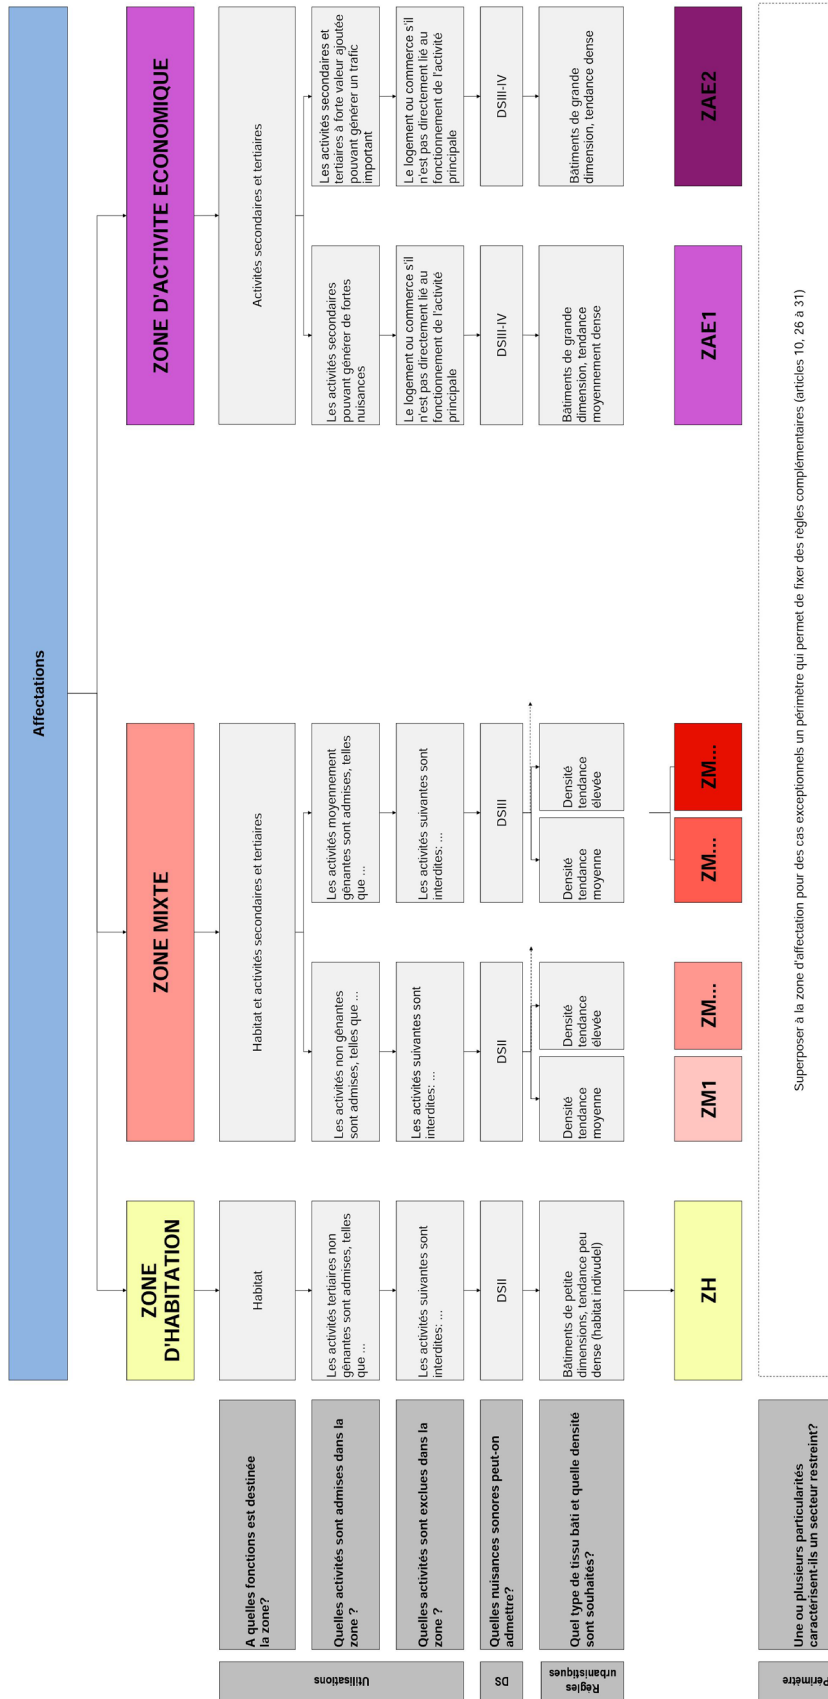 Affectations
ZONE
D'HABITATION
ZONE MIXTE
ZONE D'ACTIVITE ECONOMIQUE
Utilisations
A quelles fonctions est destinée
la zone?
Habitat
Habitat et activités secondaires et tertiaires
Activités secondaires et tertiaires
Quelles activités sont admises dans la
zone ?
Les activités tertiaires non
gênantes sont admises, telles
que ...
Les activités non gênantes
sont admises, telles que ...
Les activités moyennement
gênantes sont admises, telles
que ...
Les activités secondaires
pouvant générer de fortes
nuisances
Les activités secondaires et
tertiaires à forte valeur ajoutée
pouvant générer un trafic
important
Quelles activités sont exclues dans la
zone ?
Les activités suivantes sont
interdites: ...
Les activités suivantes sont
interdites: ...
Les activités suivantes sont
interdites: ...
Le logement ou commerce s'il
n'est pas directement lié au
fonctionnement de l'activité
principale
Le logement ou commerce s'il
n'est pas directement lié au
fonctionnement de l'activité
principale
DS
Quelles nuisances sonores peut-on
admettre?
DSII
DSII
DSIII
DSIII-IV
DSIII-IV
Règles
urbanistiques
Quel type de tissu bâti et quelle densité
sont souhaités?
Bâtiments de petite
dimensions, tendance peu
dense (habitat indivudel)
Densité
tendance
moyenne
Densité
tendance
élevée
Densité
tendance
moyenne
Densité
tendance
élevée
Bâtiments de grande
dimension, tendance
moyennement dense
Bâtiments de grande
dimension, tendance dense
ZH
ZM1
ZM...
ZM...
ZM...
ZAE1
ZAE2
Périmètre
Une ou plusieurs particularités
caractérisent-ils un secteur restreint?
Superposer à la zone d'affectation pour des cas exceptionnels un périmètre qui permet de fixer des règles complémentaires (articles 10, 26 à 31)